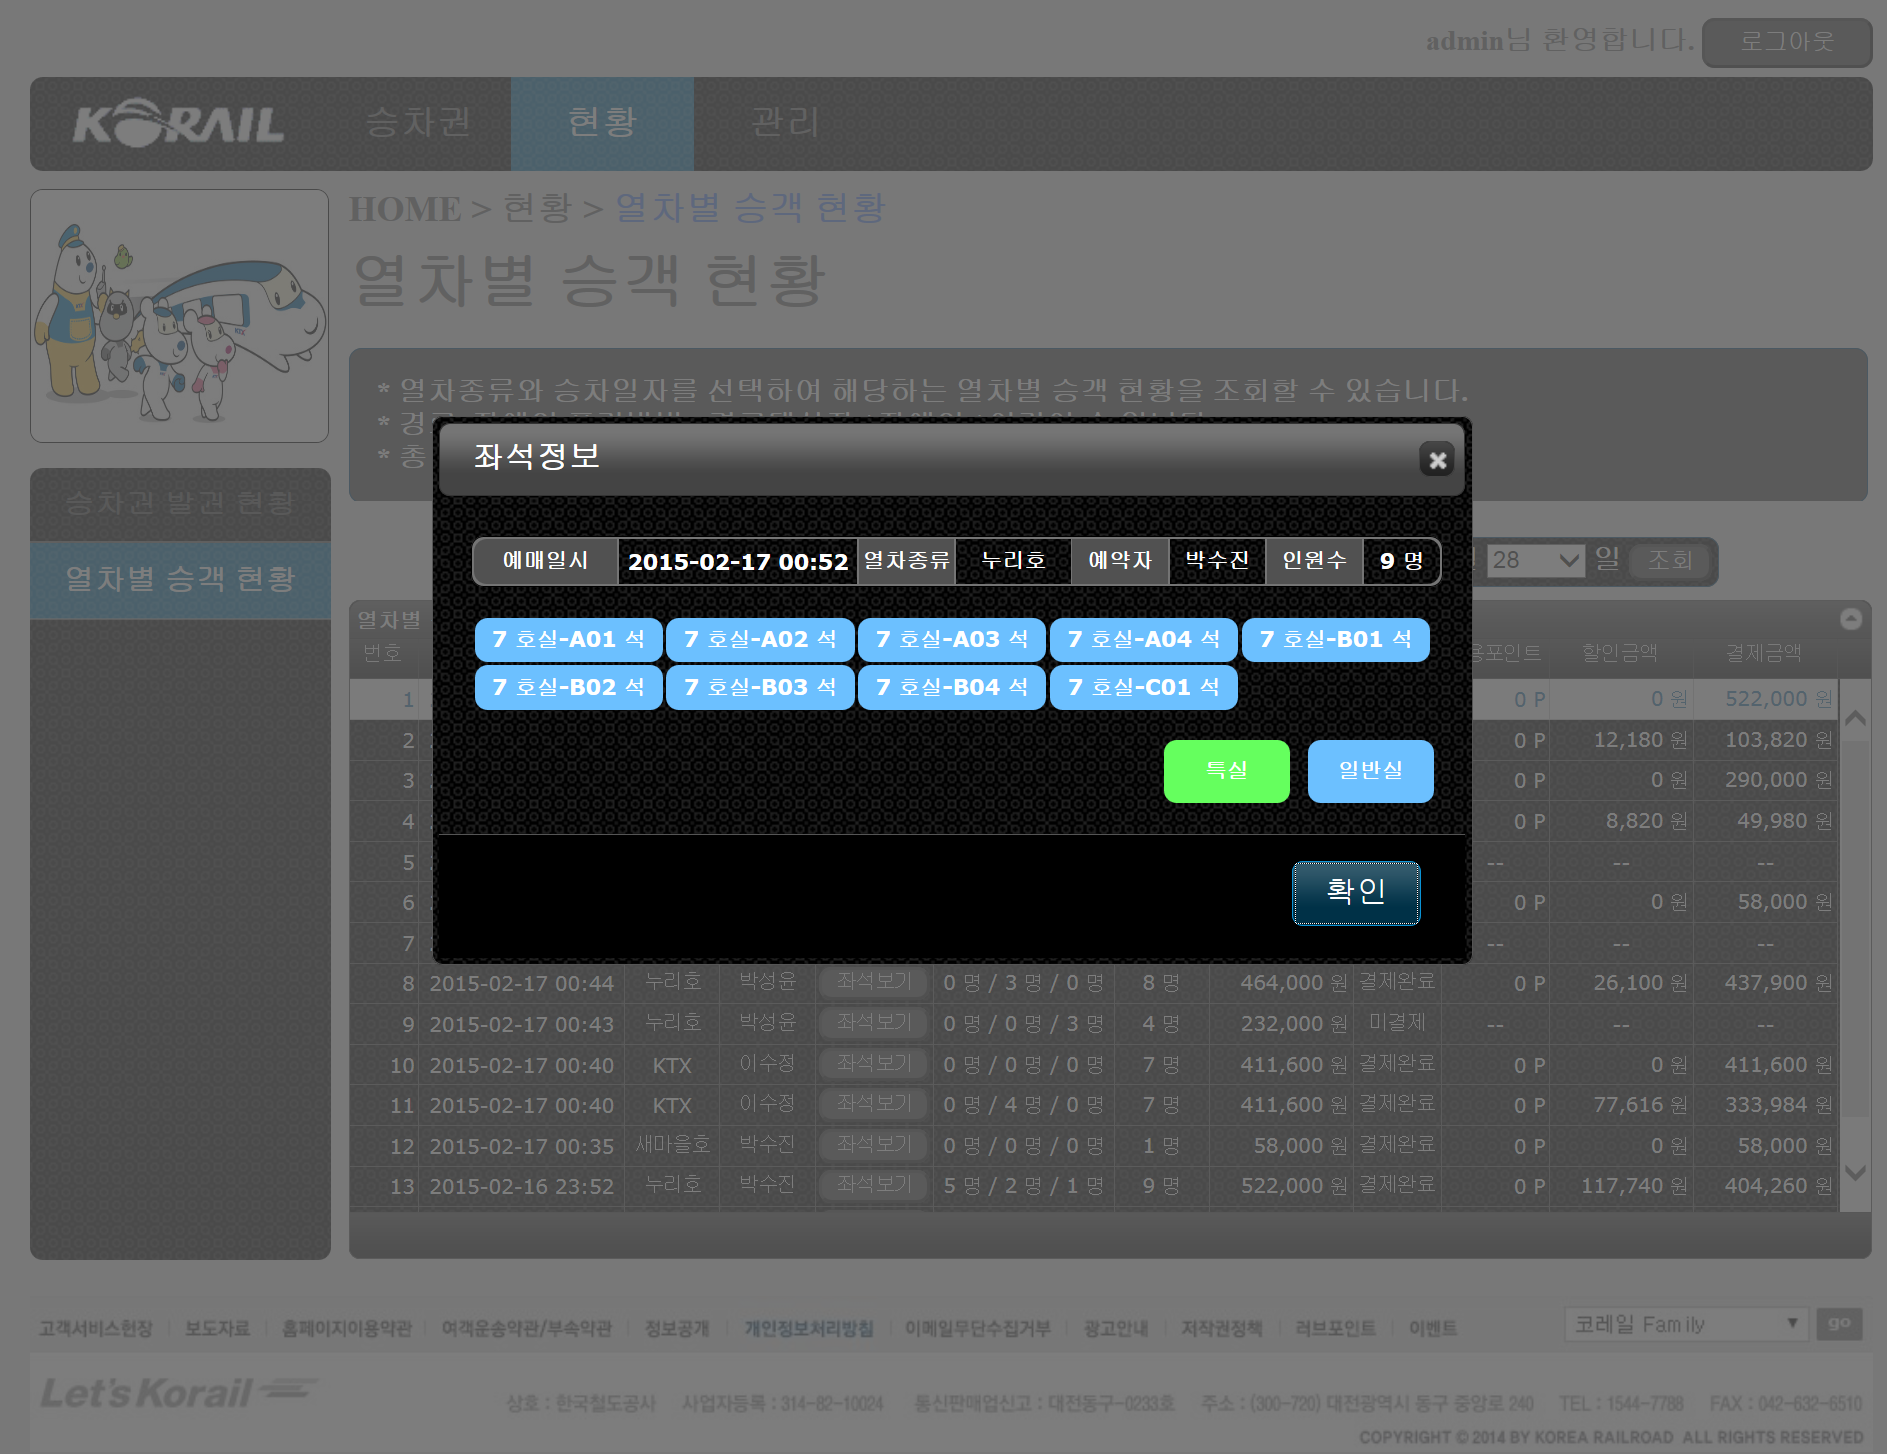 admin님 환영합니다. 로그아웃
KORAIL 승차권 현황 관리
HOME > 현황 > 열차별 승객 현황
열차별 승객 현황
* 열차종류와 승차일자를 선택하여 해당하는 열차별 승객 현황을 조회할 수 있습니다.
* 경
* 총
승차권 발권 현황
열차별 승객 현황
좌석정보
예매일시 2015-02-17 00:52 열차종류 누리호 예약자 박수진 인원수 9 명
7 호실-A01 석 7 호실-A02 석 7 호실-A03 석 7 호실-A04 석 7 호실-B01 석
7 호실-B02 석 7 호실-B03 석 7 호실-B04 석 7 호실-C01 석
특실 일반실
확인
28 일 조회
열차별
번호 포인트 할인금액 결제금액
1 0 P 0 원 522,000 원
2 0 P 12,180 원 103,820 원
3 0 P 0 원 290,000 원
4 0 P 8,820 원 49,980 원
5 -- -- --
6 0 P 0 원 58,000 원
7 -- -- --
8 2015-02-17 00:44 누리호 박성윤 좌석보기 0 명 / 3 명 / 0 명 8 명 464,000 원 결제완료 0 P 26,100 원 437,900 원
9 2015-02-17 00:43 누리호 박성윤 좌석보기 0 명 / 0 명 / 3 명 4 명 232,000 원 미결제 -- -- --
10 2015-02-17 00:40 KTX 이수정 좌석보기 0 명 / 0 명 / 0 명 7 명 411,600 원 결제완료 0 P 0 원 411,600 원
11 2015-02-17 00:40 KTX 이수정 좌석보기 0 명 / 4 명 / 0 명 7 명 411,600 원 결제완료 0 P 77,616 원 333,984 원
12 2015-02-17 00:35 새마을호 박수진 좌석보기 0 명 / 0 명 / 0 명 1 명 58,000 원 결제완료 0 P 0 원 58,000 원
13 2015-02-16 23:52 누리호 박수진 좌석보기 5 명 / 2 명 / 1 명 9 명 522,000 원 결제완료 0 P 117,740 원 404,260 원
고객서비스헌장 보도자료 홈페이지이용약관 여객운송약관/부속약관 정보공개 개인정보처리방침 이메일무단수집거부 광고안내 저작권정책 러브포인트 이벤트 코레일 Family go
Let's Korail
상호 : 한국철도공사 사업자등록 : 314-82-10024 통신판매업신고 : 대전동구-0233호 주소 : (300-720) 대전광역시 동구 중앙로 240 TEL : 1544-7788 FAX : 042-632-6510
COPYRIGHT © 2014 BY KOREA RAILROAD ALL RIGHTS RESERVED